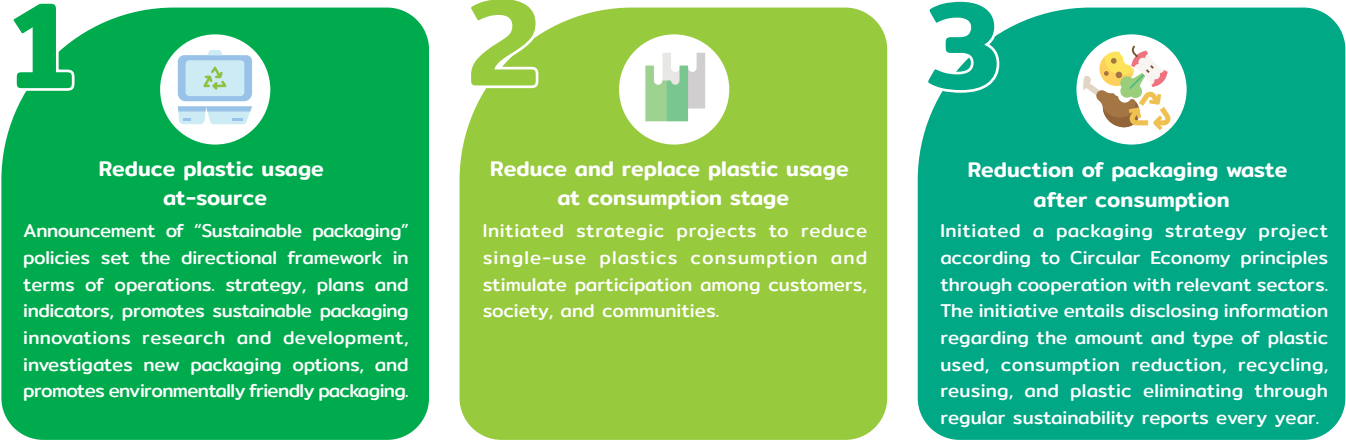 1
Reduce plastic usage
at-source
Announcement of “Sustainable packaging”
policies set the directional framework in
terms of operations. strategy, plans and
indicators, promotes sustainable packaging
innovations research and development,
investigates new packaging options, and
promotes environmentally friendly packaging.
2
Reduce and replace plastic usage
at consumption stage
Initiated strategic projects to reduce
single-use plastics consumption and
stimulate participation among customers,
society, and communities.
3
Reduction of packaging waste
after consumption
Initiated a packaging strategy project
according to Circular Economy principles
through cooperation with relevant sectors.
The initiative entails disclosing information
regarding the amount and type of plastic
used, consumption reduction, recycling,
reusing, and plastic eliminating through
regular sustainability reports every year.